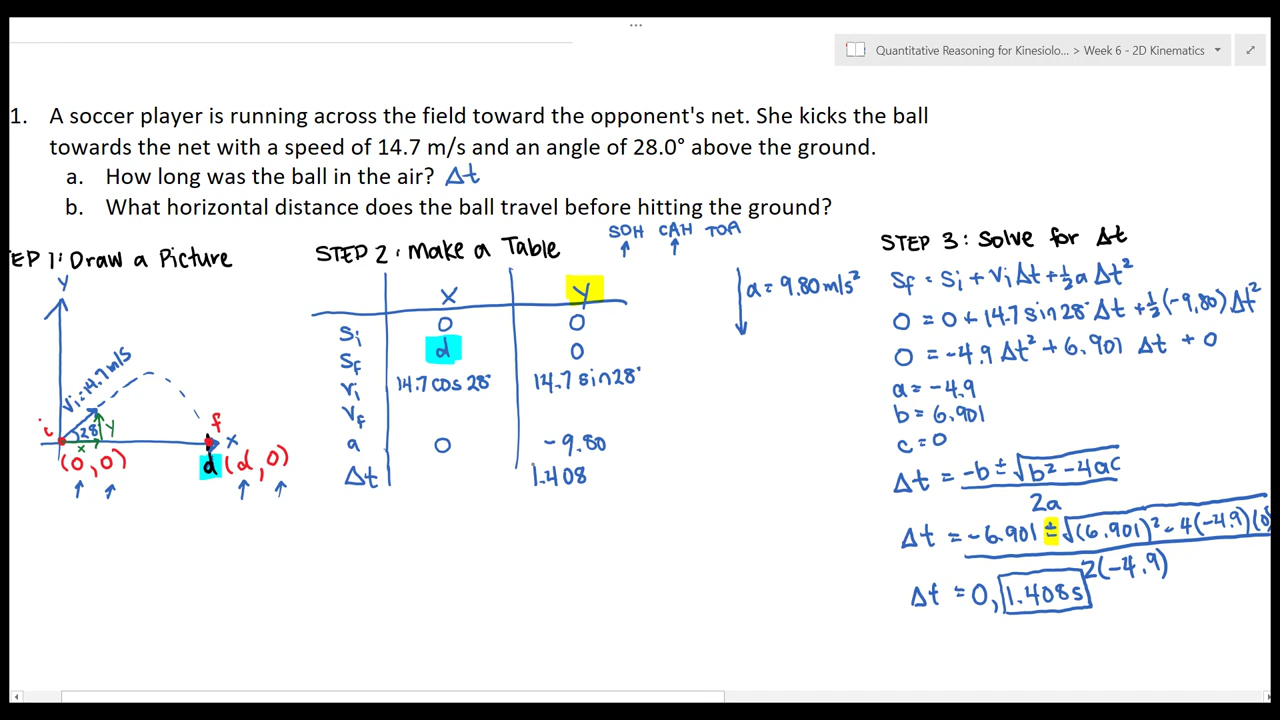 Quantitative Reasoning for Kinesiolo... > Week 6 - 2D Kinematics
1. A soccer player is running across the field toward the opponent's net. She kicks the ball
towards the net with a speed of 14.7 m/s and an angle of 28.0° above the ground.
a. How long was the ball in the air? Δt
b. What horizontal distance does the ball travel before hitting the ground?
SOH CAH TOA
EP 1: Draw a Picture
y
Vi=14.7m/s
28°
y
x
i
f
x
(0,0)
d (d,0)
STEP 2: Make a Table
x y
Si 0 0
Sf d 0
Vi 14.7 cos 28° 14.7 sin 28°
Vf
a 0 -9.80
Δt 1.408
a = 9.80 m/s²
STEP 3: Solve for Δt
Sf = Si + Vi Δt + ½ a Δt²
0 = 0 + 14.7 sin 28° Δt + ½ (-9.80) Δt²
0 = -4.9 Δt² + 6.901 Δt + 0
a = -4.9
b = 6.901
c = 0
Δt = -b ± √b² - 4ac
2a
Δt = -6.901 ± √(6.901)² - 4(-4.9)(0)
2(-4.9)
Δt = 0, 1.408s